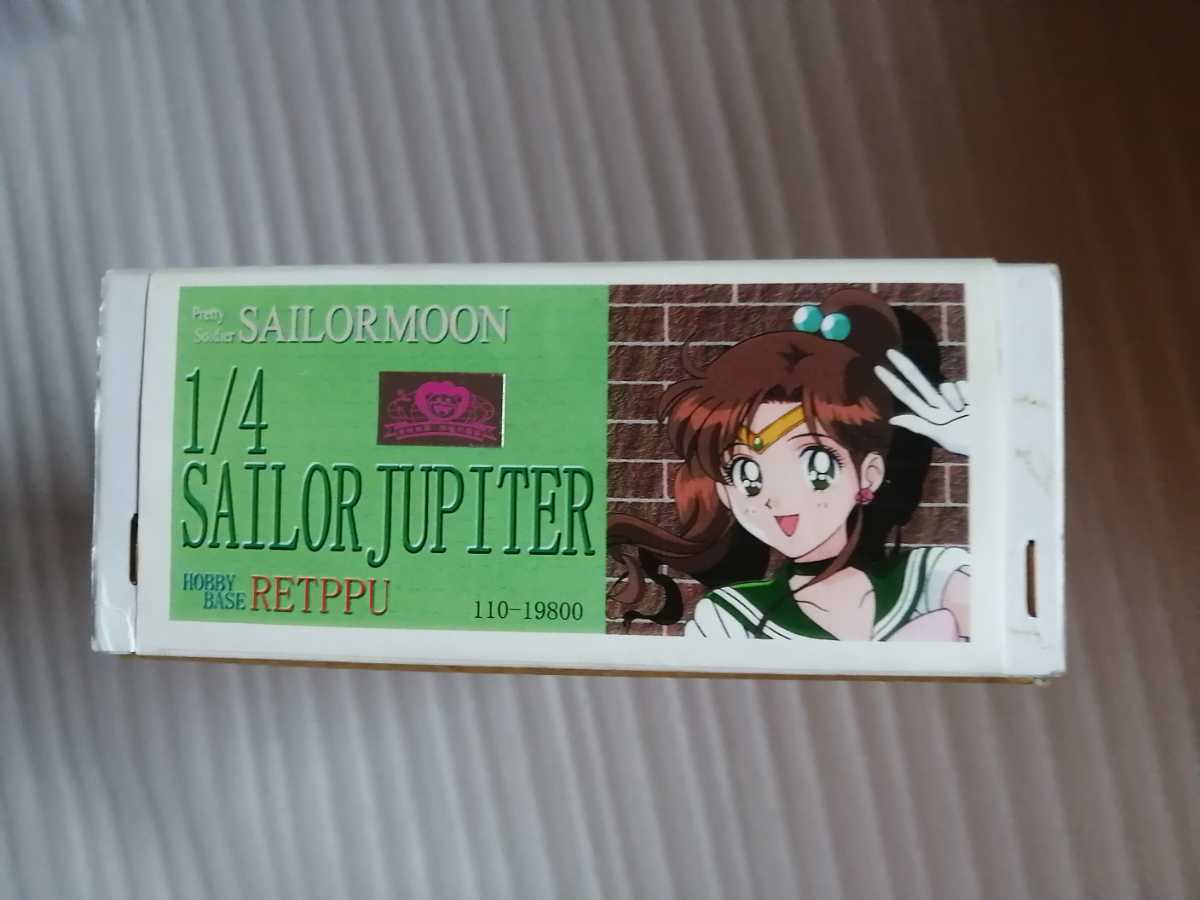 Pretty
Soldier SAILORMOON
1/4
SAILOR JUPITER
HOBBY
BASE RETPPU
110-19800